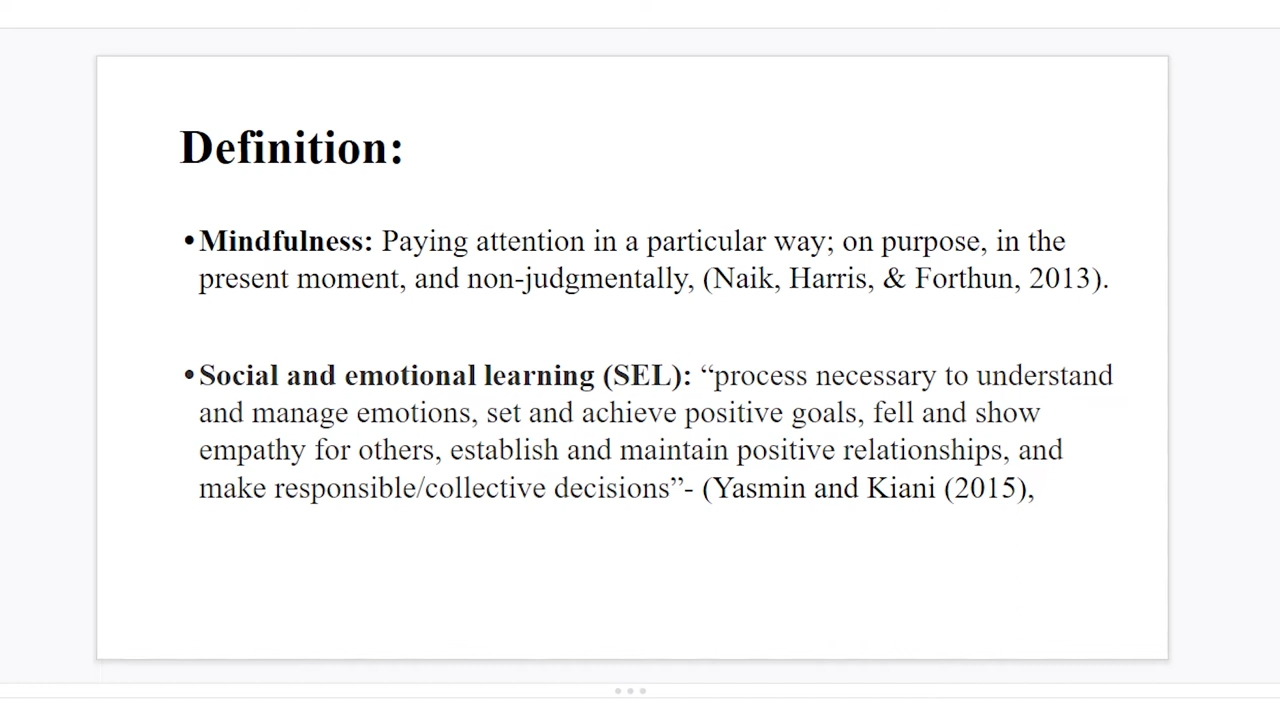 Definition:
•Mindfulness: Paying attention in a particular way; on purpose, in the
present moment, and non-judgmentally, (Naik, Harris, & Forthun, 2013).
•Social and emotional learning (SEL): “process necessary to understand
and manage emotions, set and achieve positive goals, fell and show
empathy for others, establish and maintain positive relationships, and
make responsible/collective decisions”- (Yasmin and Kiani (2015),